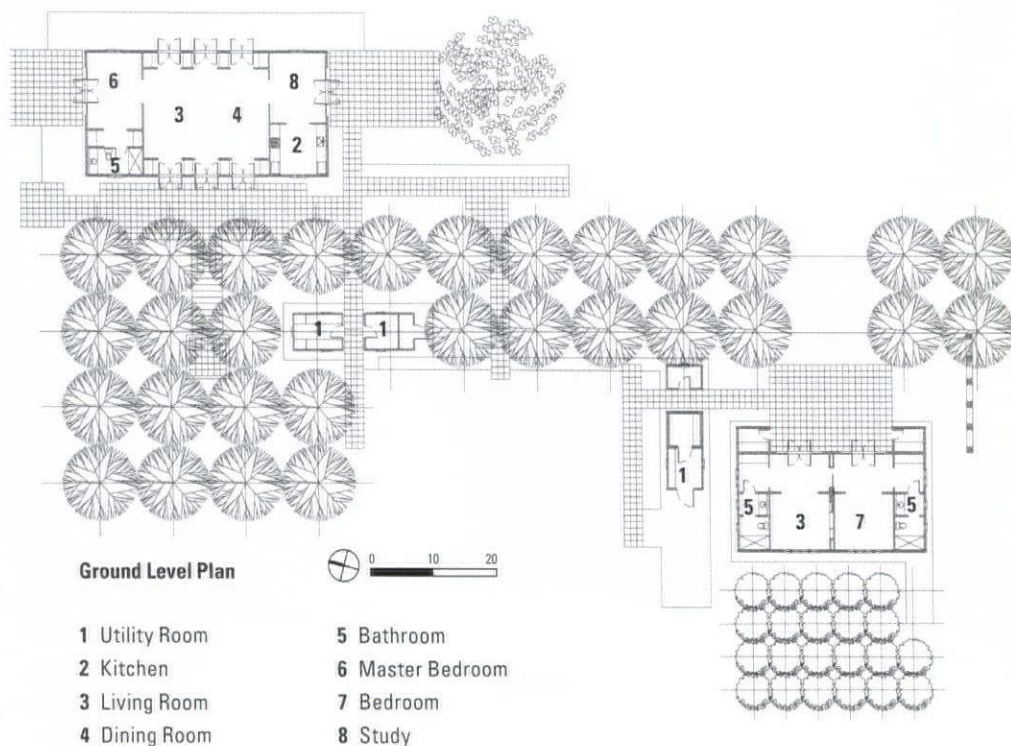 6
8
3
4
2
5
1
1
1
5
3
7
5
Ground Level Plan
0 10 20
1 Utility Room
2 Kitchen
3 Living Room
4 Dining Room
5 Bathroom
6 Master Bedroom
7 Bedroom
8 Study